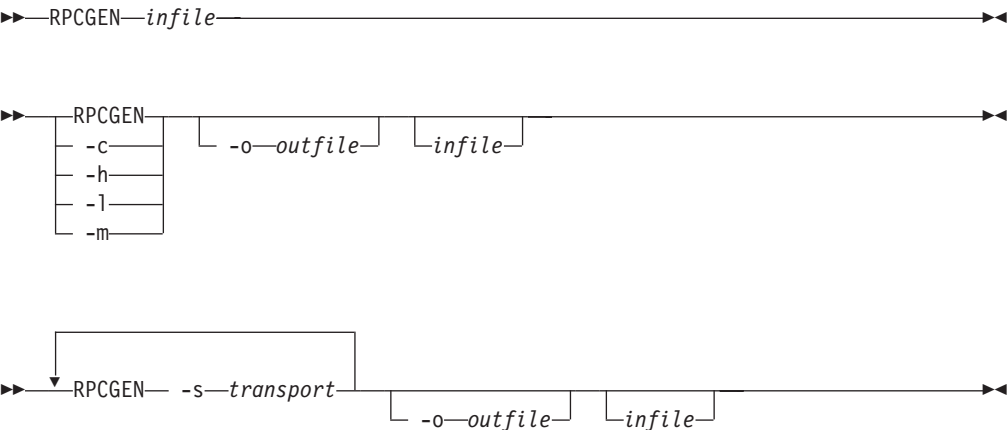 RPCGEN infile
RPCGEN
-c
-h
-l
-m
-o outfile
infile
RPCGEN -s transport
-o outfile
infile